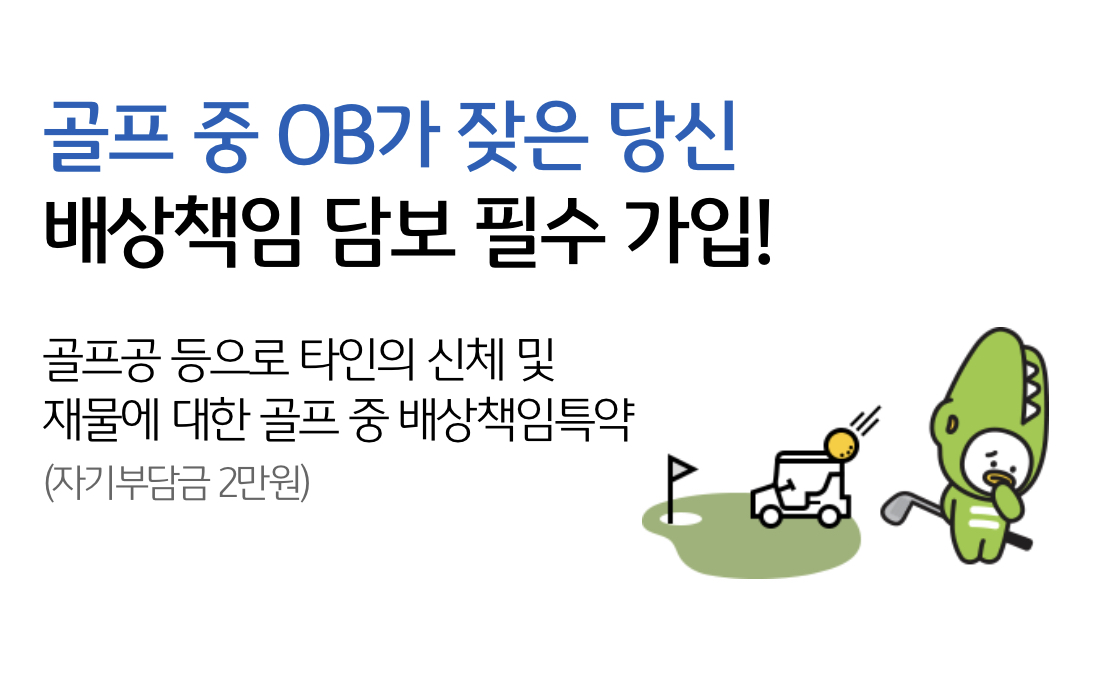 골프 중 OB가 잦은 당신
배상책임 담보 필수 가입!
골프공 등으로 타인의 신체 및
재물에 대한 골프 중 배상책임특약
(자기부담금 2만원)